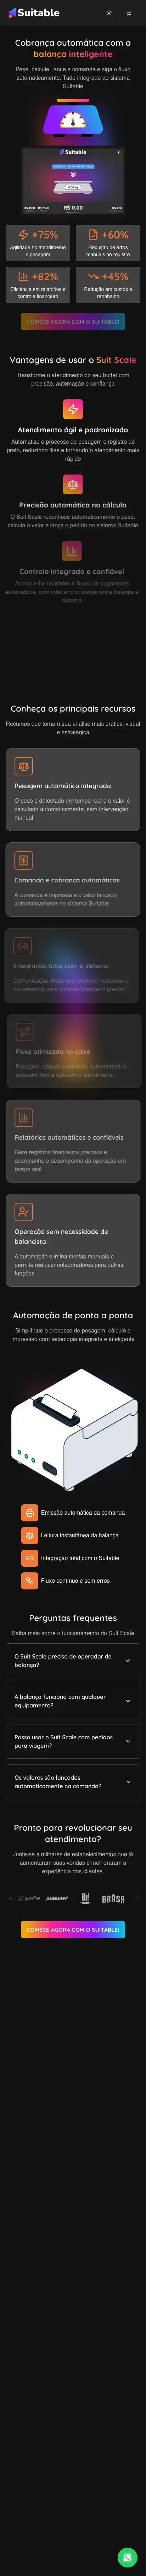 Suitable
Cobrança automática com a
balança inteligente
Pese, calcule, lance a comanda e siga o fluxo
automaticamente. Tudo integrado ao sistema
Suitable
Suitable
R$ 0,00
+75%
Agilidade no atendimento
e pesagem
+60%
Redução de erros
manuais no registro
+82%
Eficiência em relatórios e
controle financeiro
+45%
Redução em custos e
retrabalho
COMECE AGORA COM O SUITABLE!
Vantagens de usar o Suit Scale
Transforme o atendimento do seu buffet com
precisão, automação e confiança
Atendimento ágil e padronizado
Automatize o processo de pesagem e registro do
prato, reduzindo filas e tornando o atendimento mais
rápido
Precisão automática no cálculo
O Suit Scale reconhece automaticamente o peso,
calcula o valor e lança o pedido no sistema Suitable
Controle integrado e confiável
Acompanhe relatórios e fluxos de pagamento
automáticos, com total sincronização entre balança e
sistema
Conheça os principais recursos
Recursos que tornam sua análise mais prática, visual
e estratégica
Pesagem automática integrada
O peso é detectado em tempo real e o valor é
calculado automaticamente, sem intervenção
manual
Comanda e cobrança automáticas
A comanda é impressa e o valor lançado
automaticamente no sistema Suitable
Integração total com o sistema
Comunicação direta com pedidos, relatórios e
pagamentos para controle financeiro preciso
Fluxo otimizado no caixa
Pesagem, cálculo e emissão automatizados
reduzem filas e agilizam o atendimento
Relatórios automáticos e confiáveis
Gere registros financeiros precisos e
acompanhe o desempenho da operação em
tempo real
Operação sem necessidade de
balancista
A automação elimina tarefas manuais e
permite realocar colaboradores para outras
funções
Automação de ponta a ponta
Simplifique o processo de pesagem, cálculo e
impressão com tecnologia integrada e inteligente
Emissão automática da comanda
Leitura instantânea da balança
Integração total com o Suitable
Fluxo contínuo e sem erros
Perguntas frequentes
Saiba mais sobre o funcionamento do Suit Scale
O Suit Scale precisa de operador de
balança?
A balança funciona com qualquer
equipamento?
Posso usar o Suit Scale com pedidos
para viagem?
Os valores são lançados
automaticamente na comanda?
Pronto para revolucionar seu
atendimento?
Junte-se a milhares de estabelecimentos que já
aumentaram suas vendas e melhoraram a
experiência dos clientes.
SUBWAY
BRASA
COMECE AGORA COM O SUITABLE!